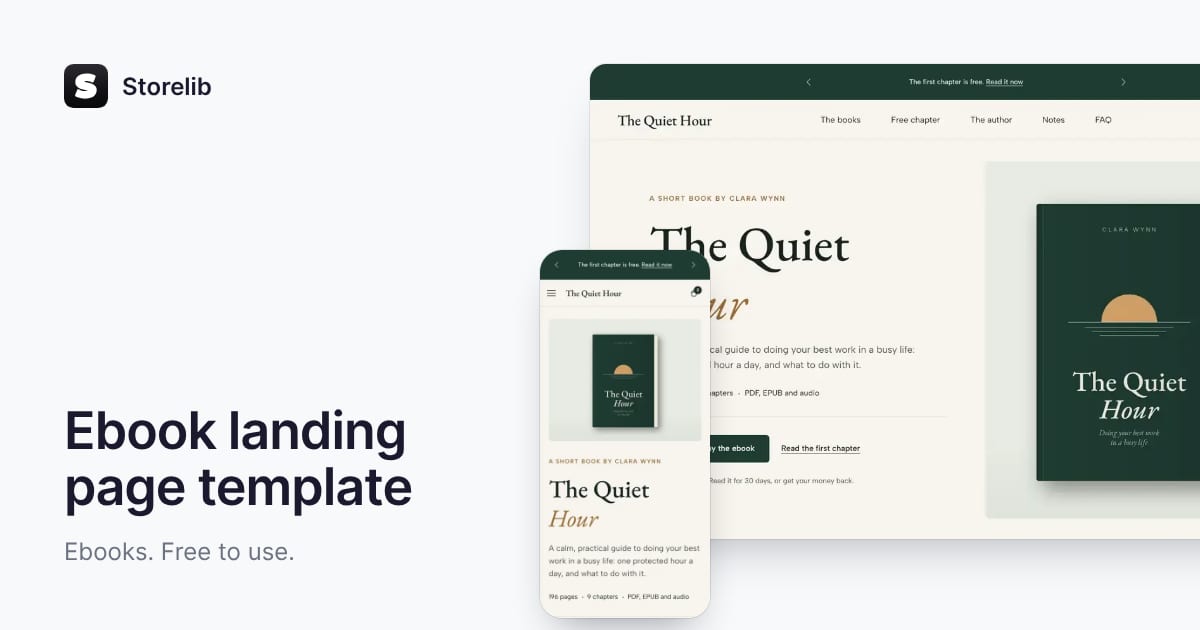 Storelib
Ebook landing
page template
Ebooks. Free to use.
The first chapter is free. Read it now
The Quiet Hour
The books
Free chapter
The author
Notes
FAQ
A SHORT BOOK BY CLARA WYNN
The Quiet
ur
cal guide to doing your best work in a busy life:
hour a day, and what to do with it.
apters · PDF, EPUB and audio
y the ebook
Read the first chapter
Read it for 30 days, or get your money back.
CLARA WYNN
The Quiet
Hour
Doing your best work
in a busy life
The first chapter is free. Read it now
The Quiet Hour
The Quiet
Hour
A SHORT BOOK BY CLARA WYNN
The Quiet
Hour
A calm, practical guide to doing your best
work in a busy life: one protected hour a
day, and what to do with it.
196 pages · 9 chapters · PDF, EPUB and audio